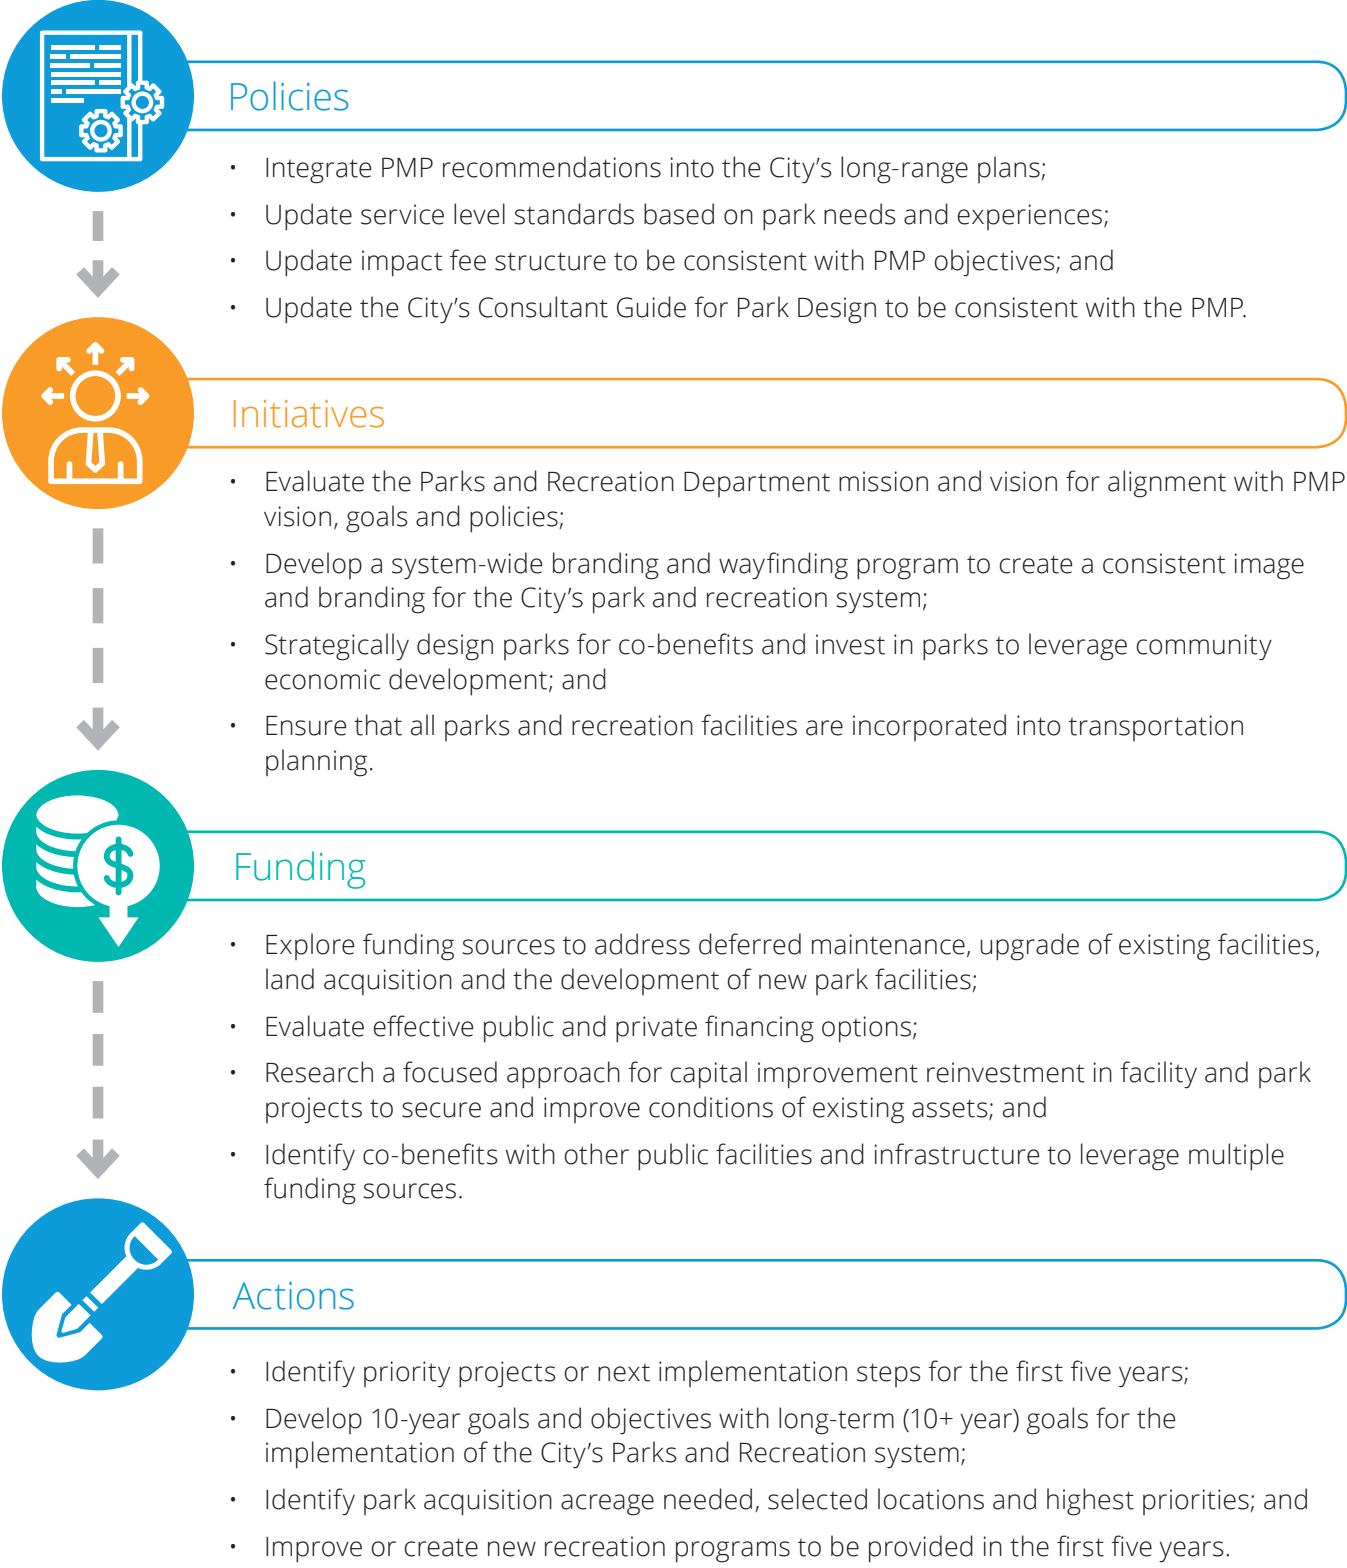 Policies
• Integrate PMP recommendations into the City’s long-range plans;
• Update service level standards based on park needs and experiences;
• Update impact fee structure to be consistent with PMP objectives; and
• Update the City’s Consultant Guide for Park Design to be consistent with the PMP.
Initiatives
• Evaluate the Parks and Recreation Department mission and vision for alignment with PMP
vision, goals and policies;
• Develop a system-wide branding and wayfinding program to create a consistent image
and branding for the City’s park and recreation system;
• Strategically design parks for co-benefits and invest in parks to leverage community
economic development; and
• Ensure that all parks and recreation facilities are incorporated into transportation
planning.
$
Funding
• Explore funding sources to address deferred maintenance, upgrade of existing facilities,
land acquisition and the development of new park facilities;
• Evaluate effective public and private financing options;
• Research a focused approach for capital improvement reinvestment in facility and park
projects to secure and improve conditions of existing assets; and
• Identify co-benefits with other public facilities and infrastructure to leverage multiple
funding sources.
Actions
• Identify priority projects or next implementation steps for the first five years;
• Develop 10-year goals and objectives with long-term (10+ year) goals for the
implementation of the City’s Parks and Recreation system;
• Identify park acquisition acreage needed, selected locations and highest priorities; and
• Improve or create new recreation programs to be provided in the first five years.